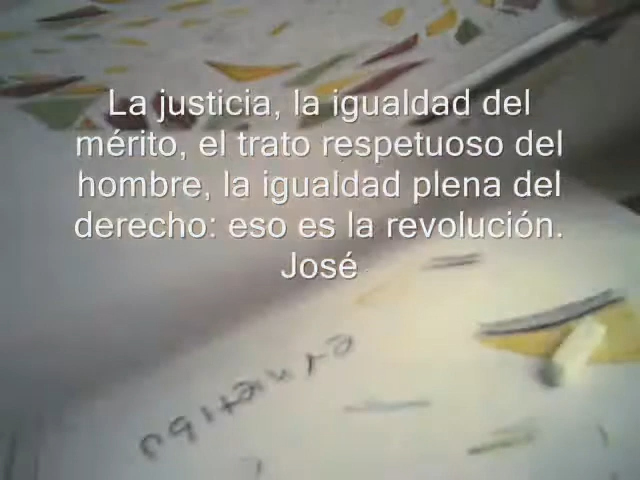 La justicia, la igualdad del
mérito, el trato respetuoso del
hombre, la igualdad plena del
derecho: eso es la revolución.
José